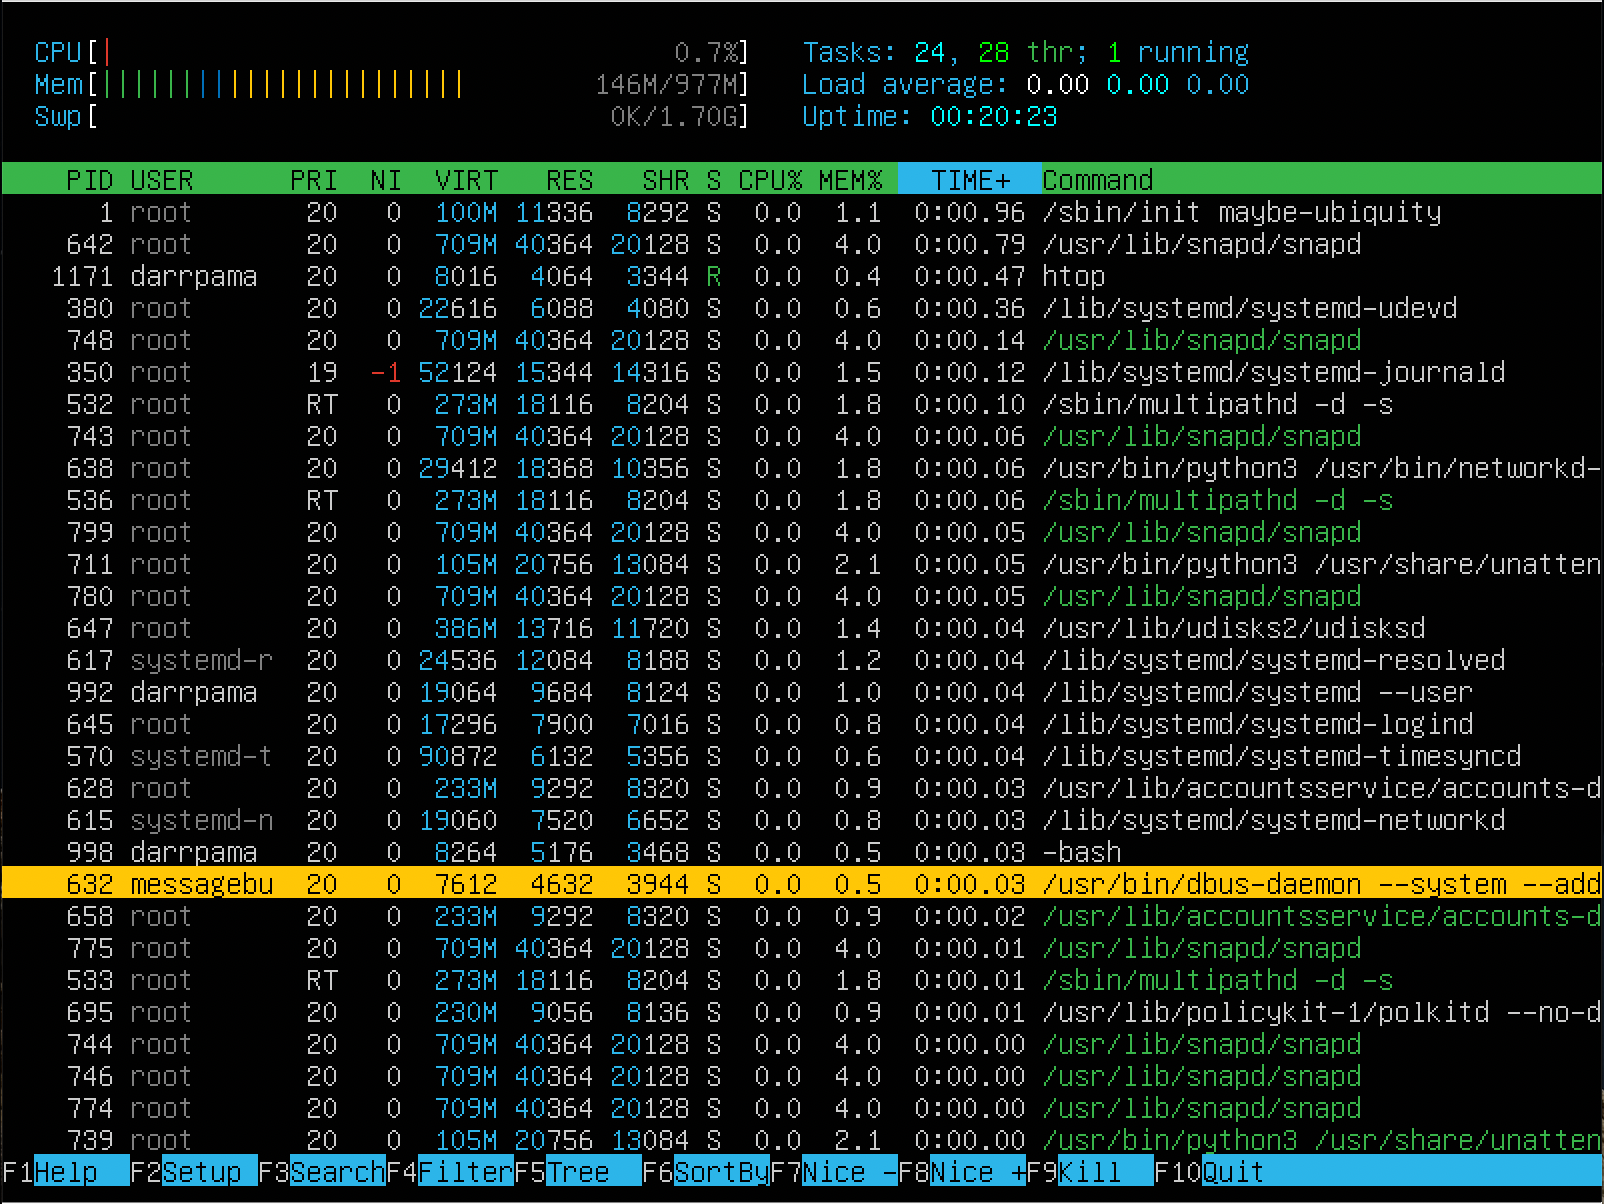 CPU[| 0.7%] Tasks: 24, 28 thr; 1 running
Mem[||||||||||||||||||||||| 146M/977M] Load average: 0.00 0.00 0.00
Swp[ 0K/1.70G] Uptime: 00:20:23
PID USER PRI NI VIRT RES SHR S CPU% MEM% TIME+ Command
1 root 20 0 100M 11336 8292 S 0.0 1.1 0:00.96 /sbin/init maybe-ubiquity
642 root 20 0 709M 40364 20128 S 0.0 4.0 0:00.79 /usr/lib/snapd/snapd
1171 darrpama 20 0 8016 4064 3344 R 0.0 0.4 0:00.47 htop
380 root 20 0 22616 6088 4080 S 0.0 0.6 0:00.36 /lib/systemd/systemd-udevd
748 root 20 0 709M 40364 20128 S 0.0 4.0 0:00.14 /usr/lib/snapd/snapd
350 root 19 -1 52124 15344 14316 S 0.0 1.5 0:00.12 /lib/systemd/systemd-journald
532 root RT 0 273M 18116 8204 S 0.0 1.8 0:00.10 /sbin/multipathd -d -s
743 root 20 0 709M 40364 20128 S 0.0 4.0 0:00.06 /usr/lib/snapd/snapd
638 root 20 0 29412 18368 10356 S 0.0 1.8 0:00.06 /usr/bin/python3 /usr/bin/networkd-
536 root RT 0 273M 18116 8204 S 0.0 1.8 0:00.06 /sbin/multipathd -d -s
799 root 20 0 709M 40364 20128 S 0.0 4.0 0:00.05 /usr/lib/snapd/snapd
711 root 20 0 105M 20756 13084 S 0.0 2.1 0:00.05 /usr/bin/python3 /usr/share/unatten
780 root 20 0 709M 40364 20128 S 0.0 4.0 0:00.05 /usr/lib/snapd/snapd
647 root 20 0 386M 13716 11720 S 0.0 1.4 0:00.04 /usr/lib/udisks2/udisksd
617 systemd-r 20 0 24536 12084 8188 S 0.0 1.2 0:00.04 /lib/systemd/systemd-resolved
992 darrpama 20 0 19064 9684 8124 S 0.0 1.0 0:00.04 /lib/systemd/systemd --user
645 root 20 0 17296 7900 7016 S 0.0 0.8 0:00.04 /lib/systemd/systemd-logind
570 systemd-t 20 0 90872 6132 5356 S 0.0 0.6 0:00.04 /lib/systemd/systemd-timesyncd
628 root 20 0 233M 9292 8320 S 0.0 0.9 0:00.03 /usr/lib/accountsservice/accounts-d
615 systemd-n 20 0 19060 7520 6652 S 0.0 0.8 0:00.03 /lib/systemd/systemd-networkd
998 darrpama 20 0 8264 5176 3468 S 0.0 0.5 0:00.03 -bash
632 messagebu 20 0 7612 4632 3944 S 0.0 0.5 0:00.03 /usr/bin/dbus-daemon --system --add
658 root 20 0 233M 9292 8320 S 0.0 0.9 0:00.02 /usr/lib/accountsservice/accounts-d
775 root 20 0 709M 40364 20128 S 0.0 4.0 0:00.01 /usr/lib/snapd/snapd
533 root RT 0 273M 18116 8204 S 0.0 1.8 0:00.01 /sbin/multipathd -d -s
695 root 20 0 230M 9056 8136 S 0.0 0.9 0:00.01 /usr/lib/policykit-1/polkitd --no-d
744 root 20 0 709M 40364 20128 S 0.0 4.0 0:00.00 /usr/lib/snapd/snapd
746 root 20 0 709M 40364 20128 S 0.0 4.0 0:00.00 /usr/lib/snapd/snapd
774 root 20 0 709M 40364 20128 S 0.0 4.0 0:00.00 /usr/lib/snapd/snapd
739 root 20 0 105M 20756 13084 S 0.0 2.1 0:00.00 /usr/bin/python3 /usr/share/unatten
F1Help F2Setup F3SearchF4FilterF5Tree F6SortByF7Nice -F8Nice +F9Kill F10Quit